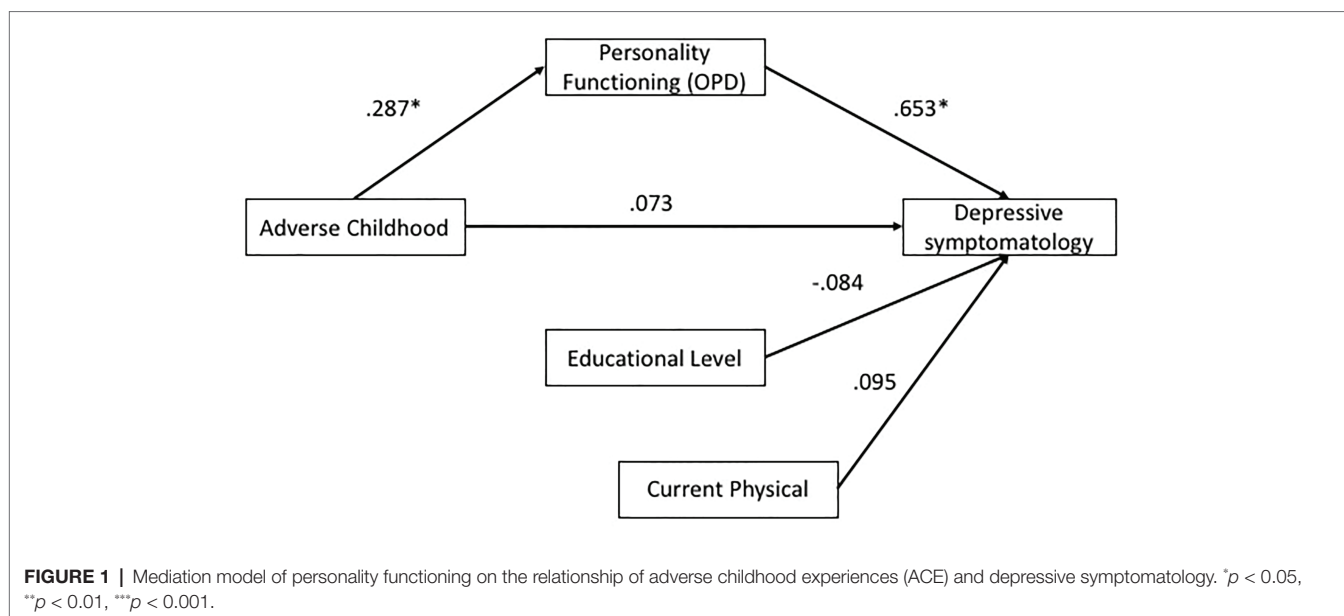 Personality
Functioning (OPD)
.287*
.653*
.073
Adverse Childhood
Depressive
symptomatology
-.084
Educational Level
.095
Current Physical
FIGURE 1 | Mediation model of personality functioning on the relationship of adverse childhood experiences (ACE) and depressive symptomatology. *p < 0.05,
**p < 0.01, ***p < 0.001.